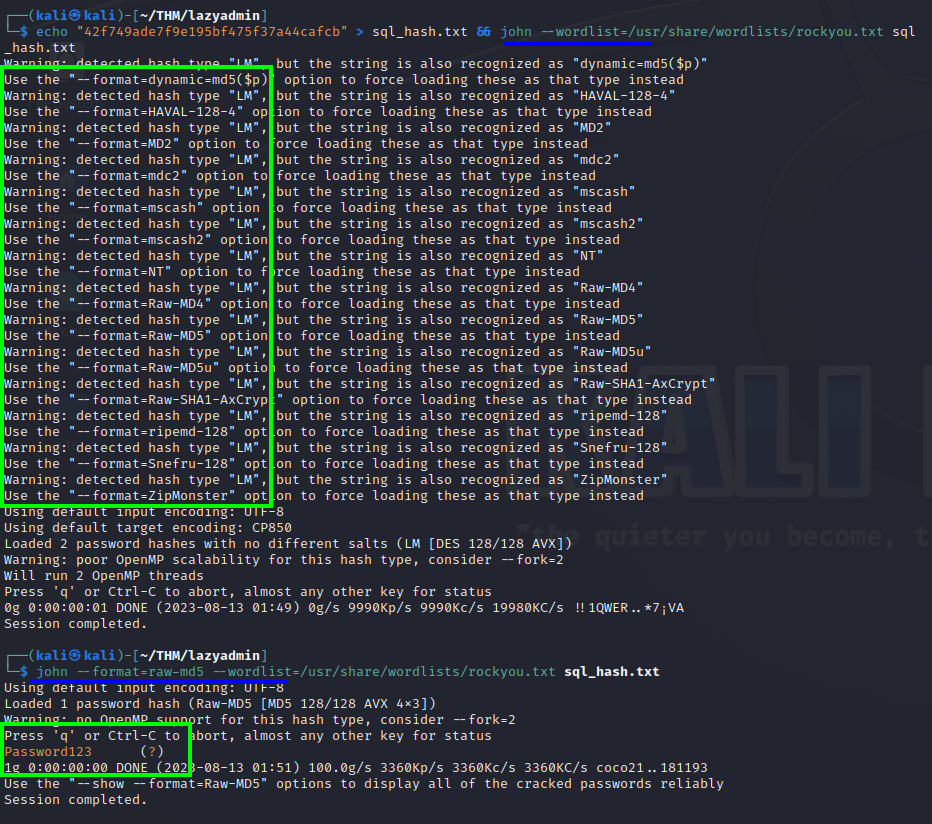 ┌──(kali㉿kali)-[~/THM/lazyadmin]
└─$ echo "42f749ade7f9e195bf475f37a44cafcb" > sql_hash.txt && john --wordlist=/usr/share/wordlists/rockyou.txt sql
_hash.txt
Warning: detected hash type "LM", but the string is also recognized as "dynamic=md5($p)"
Use the "--format=dynamic=md5($p)" option to force loading these as that type instead
Warning: detected hash type "LM", but the string is also recognized as "HAVAL-128-4"
Use the "--format=HAVAL-128-4" option to force loading these as that type instead
Warning: detected hash type "LM", but the string is also recognized as "MD2"
Use the "--format=MD2" option to force loading these as that type instead
Warning: detected hash type "LM", but the string is also recognized as "mdc2"
Use the "--format=mdc2" option to force loading these as that type instead
Warning: detected hash type "LM", but the string is also recognized as "mscash"
Use the "--format=mscash" option to force loading these as that type instead
Warning: detected hash type "LM", but the string is also recognized as "mscash2"
Use the "--format=mscash2" option to force loading these as that type instead
Warning: detected hash type "LM", but the string is also recognized as "NT"
Use the "--format=NT" option to force loading these as that type instead
Warning: detected hash type "LM", but the string is also recognized as "Raw-MD4"
Use the "--format=Raw-MD4" option to force loading these as that type instead
Warning: detected hash type "LM", but the string is also recognized as "Raw-MD5"
Use the "--format=Raw-MD5" option to force loading these as that type instead
Warning: detected hash type "LM", but the string is also recognized as "Raw-MD5u"
Use the "--format=Raw-MD5u" option to force loading these as that type instead
Warning: detected hash type "LM", but the string is also recognized as "Raw-SHA1-AxCrypt"
Use the "--format=Raw-SHA1-AxCrypt" option to force loading these as that type instead
Warning: detected hash type "LM", but the string is also recognized as "ripemd-128"
Use the "--format=ripemd-128" option to force loading these as that type instead
Warning: detected hash type "LM", but the string is also recognized as "Snefru-128"
Use the "--format=Snefru-128" option to force loading these as that type instead
Warning: detected hash type "LM", but the string is also recognized as "ZipMonster"
Use the "--format=ZipMonster" option to force loading these as that type instead
Using default input encoding: UTF-8
Using default target encoding: CP850
Loaded 2 password hashes with no different salts (LM [DES 128/128 AVX])
Warning: poor OpenMP scalability for this hash type, consider --fork=2
Will run 2 OpenMP threads
Press 'q' or Ctrl-C to abort, almost any other key for status
0g 0:00:00:01 DONE (2023-08-13 01:49) 0g/s 9990Kp/s 9990Kc/s 19980KC/s !!1QWER..*7¡VA
Session completed.
┌──(kali㉿kali)-[~/THM/lazyadmin]
└─$ john --format=raw-md5 --wordlist=/usr/share/wordlists/rockyou.txt sql_hash.txt
Using default input encoding: UTF-8
Loaded 1 password hash (Raw-MD5 [MD5 128/128 AVX 4×3])
Warning: no OpenMP support for this hash type, consider --fork=2
Press 'q' or Ctrl-C to abort, almost any other key for status
Password123      (?)
1g 0:00:00:00 DONE (2023-08-13 01:51) 100.0g/s 3360Kp/s 3360Kc/s 3360KC/s coco21..181193
Use the "--show --format=Raw-MD5" options to display all of the cracked passwords reliably
Session completed.
KALI
"the quieter you become, t